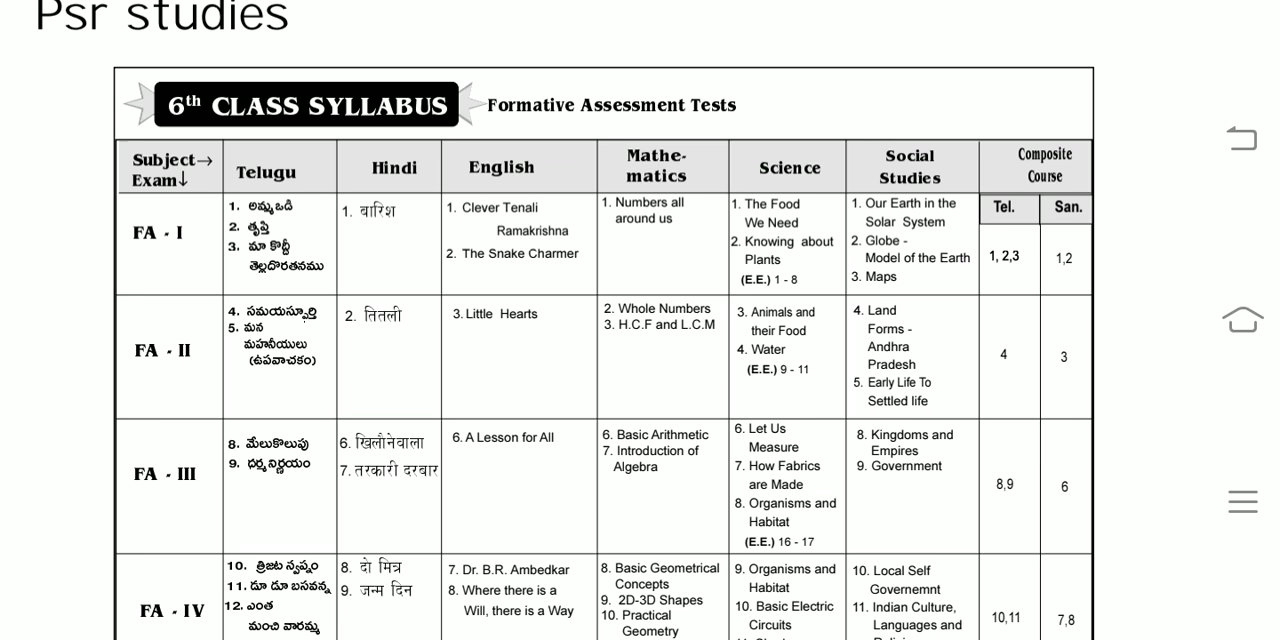 Psr studies
6th CLASS SYLLABUS Formative Assessment Tests
Subject→ Exam↓ Telugu Hindi English Mathe-matics Science Social Studies Composite Course
Tel. San.
FA - I
1. అమ్మ ఒడి
2. తృప్తి
3. మా కొద్దీ
తెల్లదొరతనము
1. बारिश
1. Clever Tenali
Ramakrishna
2. The Snake Charmer
1. Numbers all
around us
1. The Food
We Need
2. Knowing about
Plants
(E.E.) 1 - 8
1. Our Earth in the
Solar System
2. Globe -
Model of the Earth
3. Maps
1, 2,3
1,2
FA - II
4. సమయస్ఫూర్తి
5. మన
మహనీయులు
(ఉపవాచకం)
2. तितली
3. Little Hearts
2. Whole Numbers
3. H.C.F and L.C.M
3. Animals and
their Food
4. Water
(E.E.) 9 - 11
4. Land
Forms -
Andhra
Pradesh
5. Early Life To
Settled life
4
3
FA - III
8. మేలుకొలుపు
9. ధర్మ నిర్ణయం
6. खिलौनेवाला
7. तरकारी दरबार
6. A Lesson for All
6. Basic Arithmetic
7. Introduction of
Algebra
6. Let Us
Measure
7. How Fabrics
are Made
8. Organisms and
Habitat
(E.E.) 16 - 17
8. Kingdoms and
Empires
9. Government
8,9
6
FA - IV
10. త్రిజట స్వప్నం
11. డూ డూ బసవన్న
12. ఎంత
మంచి వారమ్మ
8. दो मित्र
9. जन्म दिन
7. Dr. B.R. Ambedkar
8. Where there is a
Will, there is a Way
8. Basic Geometrical
Concepts
9. 2D-3D Shapes
10. Practical
Geometry
9. Organisms and
Habitat
10. Basic Electric
Circuits
10. Local Self
Governemnt
11. Indian Culture,
Languages and
10,11
7,8